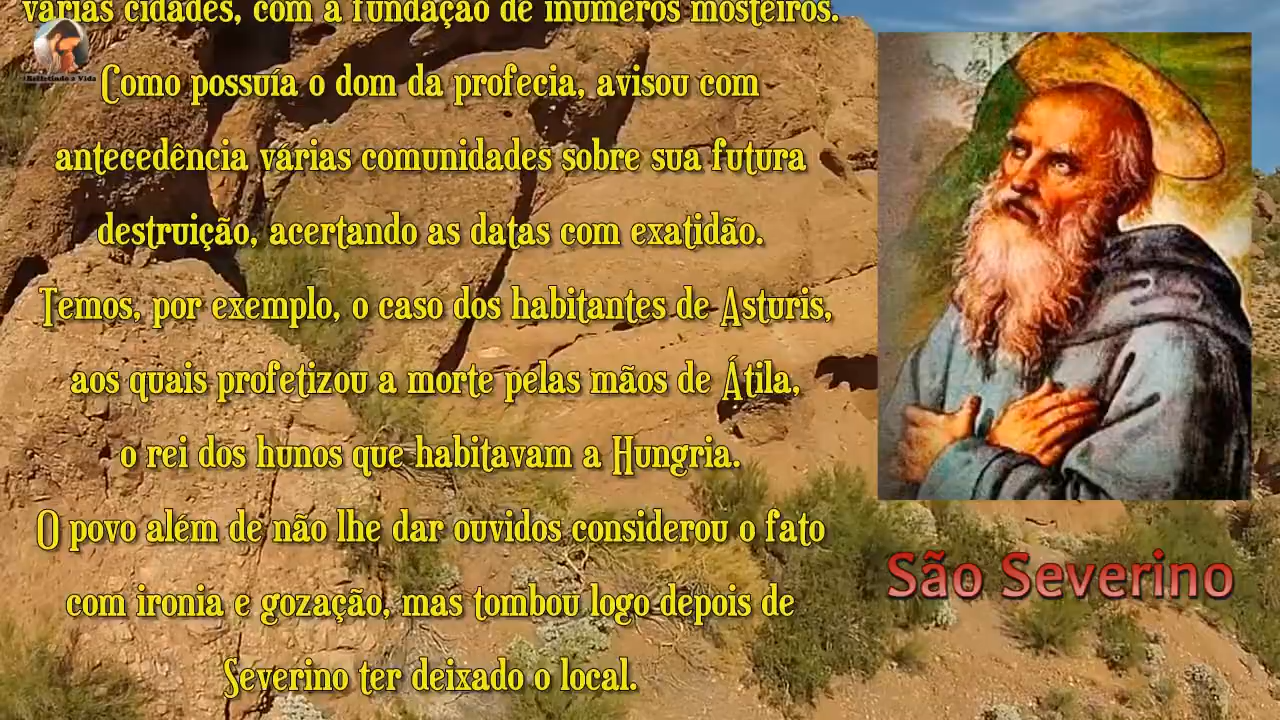 várias cidades, com a fundação de inúmeros mosteiros.
Refletindo a Vida
Como possuía o dom da profecia, avisou com
antecedência várias comunidades sobre sua futura
destruição, acertando as datas com exatidão.
Temos, por exemplo, o caso dos habitantes de Asturis,
aos quais profetizou a morte pelas mãos de Átila,
o rei dos hunos que habitavam a Hungria.
O povo além de não lhe dar ouvidos considerou o fato
com ironia e gozação, mas tombou logo depois de
Severino ter deixado o local.
São Severino